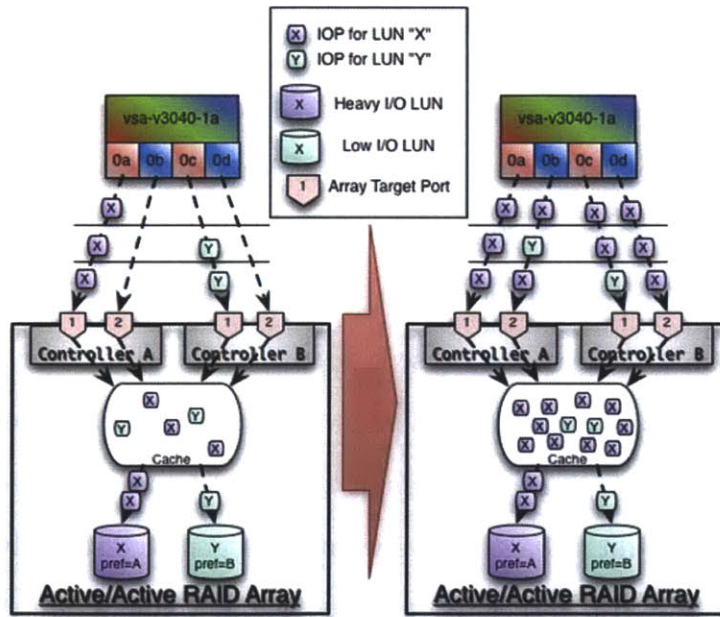 X IOP for LUN "X"
Y IOP for LUN "Y"
X Heavy I/O LUN
X Low I/O LUN
1 Array Target Port
vsa-v3040-1a
0a 0b 0c 0d
X
X Y
X Y
1 2 1 2
Controller A Controller B
X
Y
Y X
X
Cache
X
X Y
X
pref=A
Y
pref=B
Active/Active RAID Array
vsa-v3040-1a
0a 0b 0c 0d
X X X X
X Y X X
X X Y X
1 2 1 2
Controller A Controller B
X X X X
X Y Y X
X X X X
Cache
X
X Y
X
pref=A
Y
pref=B
Active/Active RAID Array